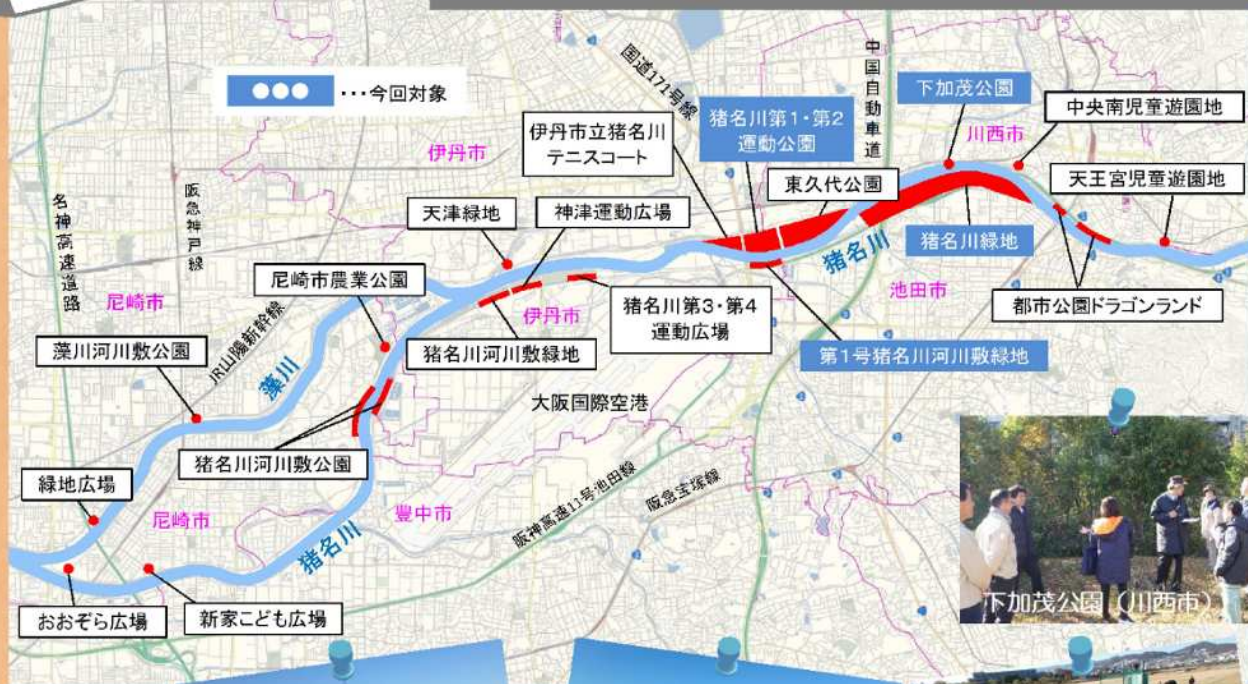 ●●●
・・・今回対象
国道171号線
中国自動車道
下加茂公園
中央南児童遊園地
川西市
伊丹市
伊丹市立猪名川
テニスコート
猪名川第1・第2
運動公園
東久代公園
天王宮児童遊園地
名神高速道路
阪急神戸線
天津緑地
神津運動広場
猪名川
猪名川緑地
尼崎市農業公園
尼崎市
池田市
都市公園ドラゴンランド
伊丹市
猪名川第3・第4
運動広場
猪名川河川敷緑地
第1号猪名川河川敷緑地
藻川河川敷公園
JR山陽新幹線
藻川
大阪国際空港
猪名川河川敷公園
緑地広場
尼崎市
豊中市
猪名川
阪神高速11号池田線
阪急宝塚線
おおぞら広場
新家こども広場
下加茂公園（川西市）